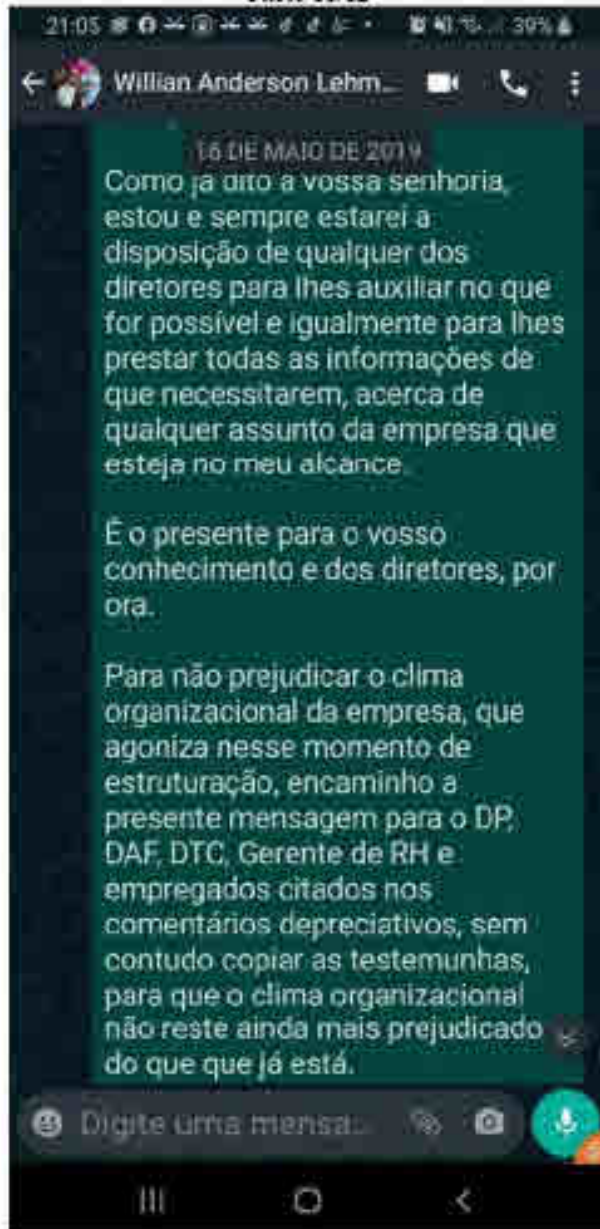 21:05 39%
Willian Anderson Lehm...
16 DE MAIO DE 2019
Como já dito a vossa senhoria,
estou e sempre estarei a
disposição de qualquer dos
diretores para lhes auxiliar no que
for possível e igualmente para lhes
prestar todas as informações de
que necessitarem, acerca de
qualquer assunto da empresa que
esteja no meu alcance.
É o presente para o vosso
conhecimento e dos diretores, por
ora.
Para não prejudicar o clima
organizacional da empresa, que
agoniza nesse momento de
estruturação, encaminho a
presente mensagem para o DP,
DAF, DTC, Gerente de RH e
empregados citados nos
comentários depreciativos, sem
contudo copiar as testemunhas,
para que o clima organizacional
não reste ainda mais prejudicado
do que que já está.
Digite uma mensa...